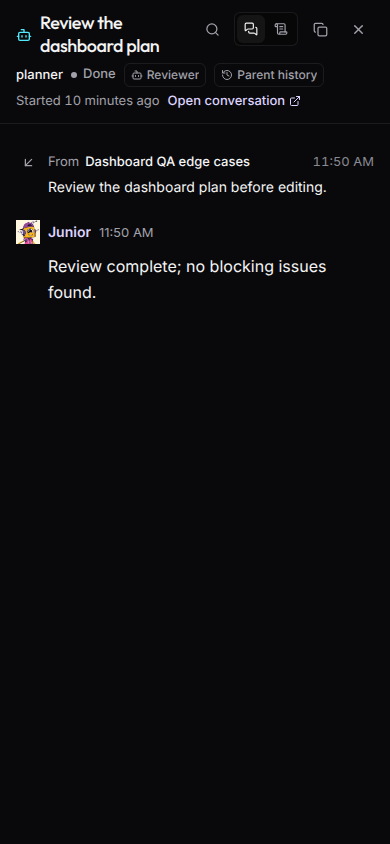 Review the
dashboard plan
planner Done Reviewer Parent history
Started 10 minutes ago Open conversation
From Dashboard QA edge cases 11:50 AM
Review the dashboard plan before editing.
Junior 11:50 AM
Review complete; no blocking issues
found.